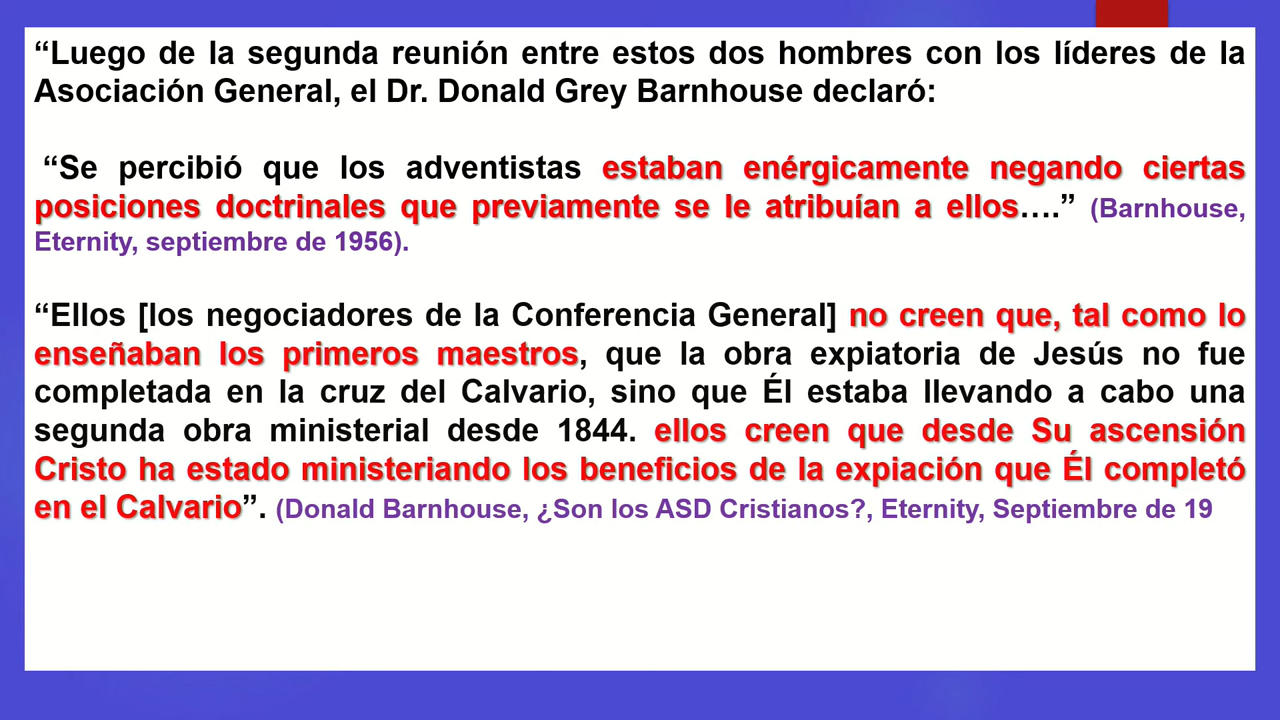 “Luego de la segunda reunión entre estos dos hombres con los líderes de la
Asociación General, el Dr. Donald Grey Barnhouse declaró:
“Se percibió que los adventistas estaban enérgicamente negando ciertas
posiciones doctrinales que previamente se le atribuían a ellos….” (Barnhouse,
Eternity, septiembre de 1956).
“Ellos [los negociadores de la Conferencia General] no creen que, tal como lo
enseñaban los primeros maestros, que la obra expiatoria de Jesús no fue
completada en la cruz del Calvario, sino que Él estaba llevando a cabo una
segunda obra ministerial desde 1844. ellos creen que desde Su ascensión
Cristo ha estado ministeriando los beneficios de la expiación que Él completó
en el Calvario”. (Donald Barnhouse, ¿Son los ASD Cristianos?, Eternity, Septiembre de 19